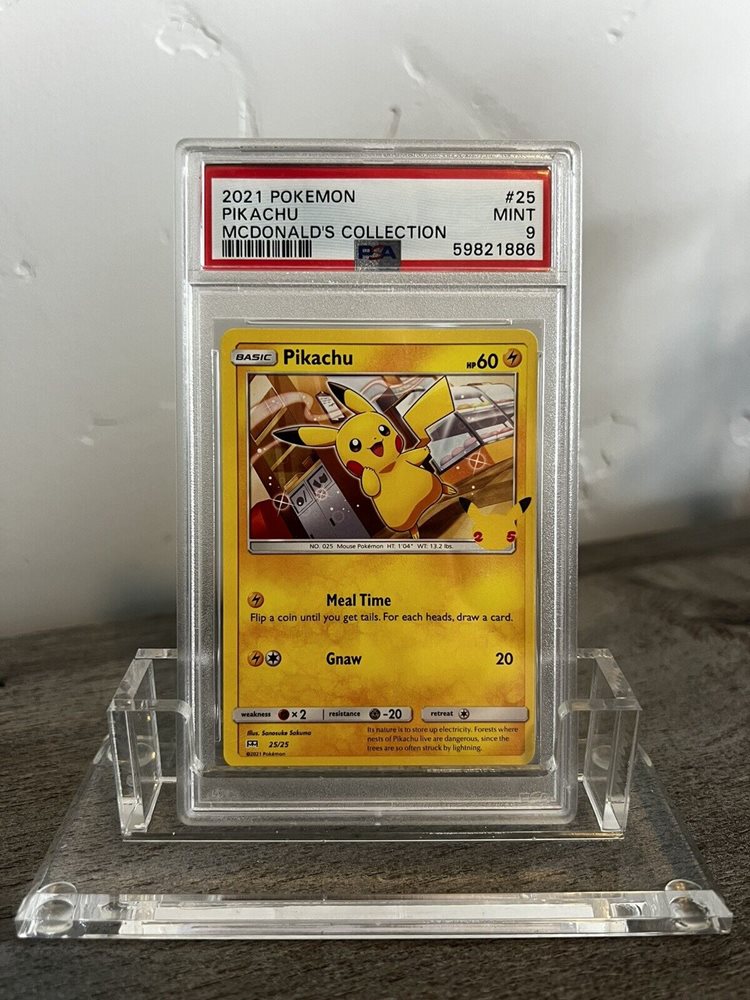 2021 POKEMON #25
PIKACHU MINT
MCDONALD'S COLLECTION 9
PSA 59821886
BASIC Pikachu HP60
25
NO. 025 Mouse Pokémon HT: 1'04" WT: 13.2 lbs.
Meal Time
Flip a coin until you get tails. For each heads, draw a card.
Gnaw 20
weakness ×2 resistance -20 retreat
Illus. Sanosuke Sakuma
25/25
©2021 Pokémon
Its nature is to store up electricity. Forests where
nests of Pikachu live are dangerous, since the
trees are so often struck by lightning.